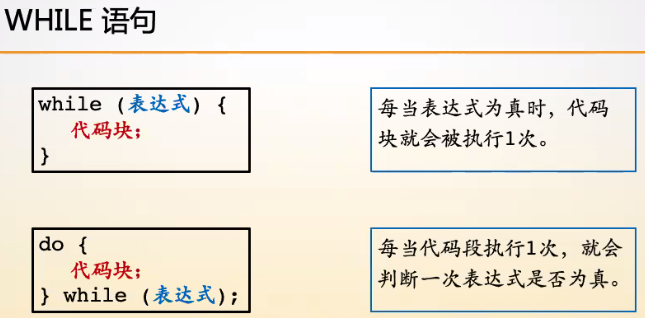 WHILE 语句
while (表达式) {
代码块;
}
每当表达式为真时，代码
块就会被执行1次。
do {
代码块;
} while (表达式);
每当代码段执行1次，就会
判断一次表达式是否为真。